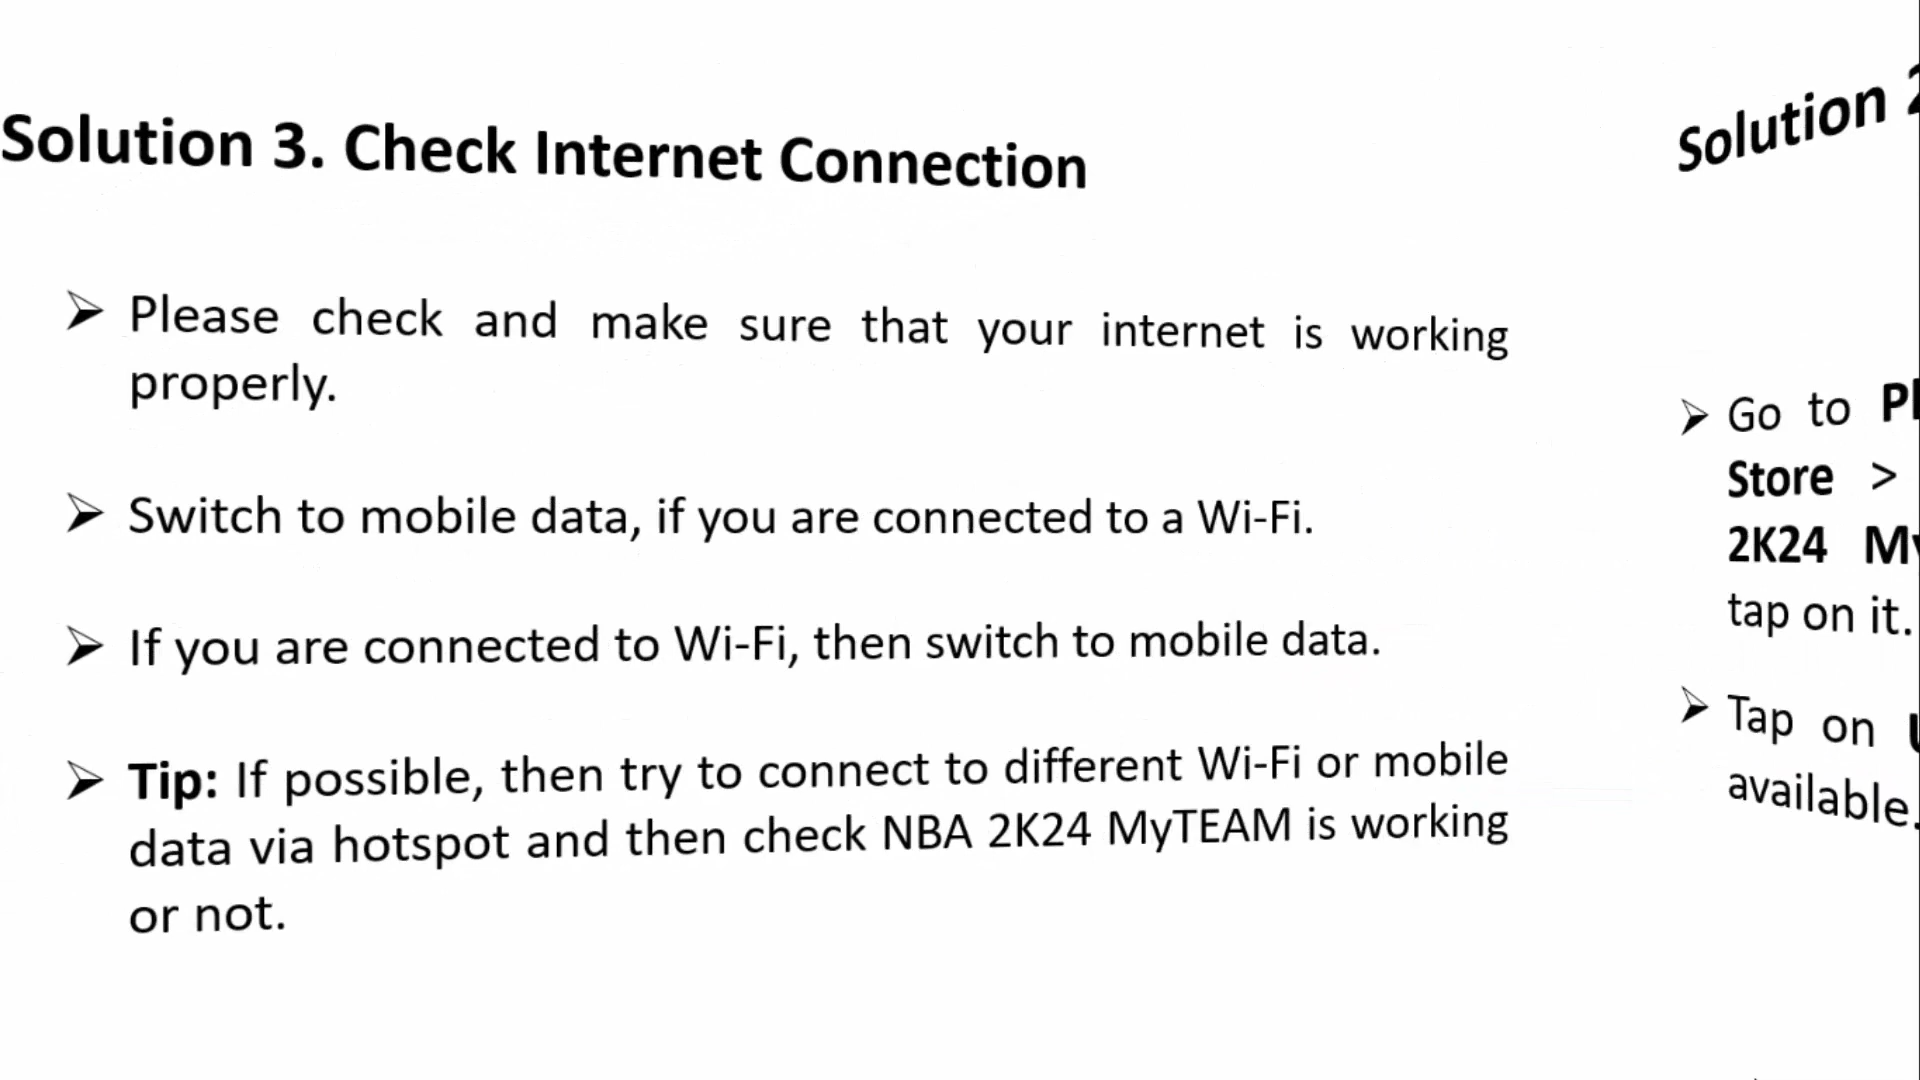 Solution 3. Check Internet Connection
Please check and make sure that your internet is working
properly.
Switch to mobile data, if you are connected to a Wi-Fi.
If you are connected to Wi-Fi, then switch to mobile data.
Tip: If possible, then try to connect to different Wi-Fi or mobile
data via hotspot and then check NBA 2K24 MyTEAM is working
or not.
Solution
Go to
Store >
2K24
tap on it.
Tap on
available.